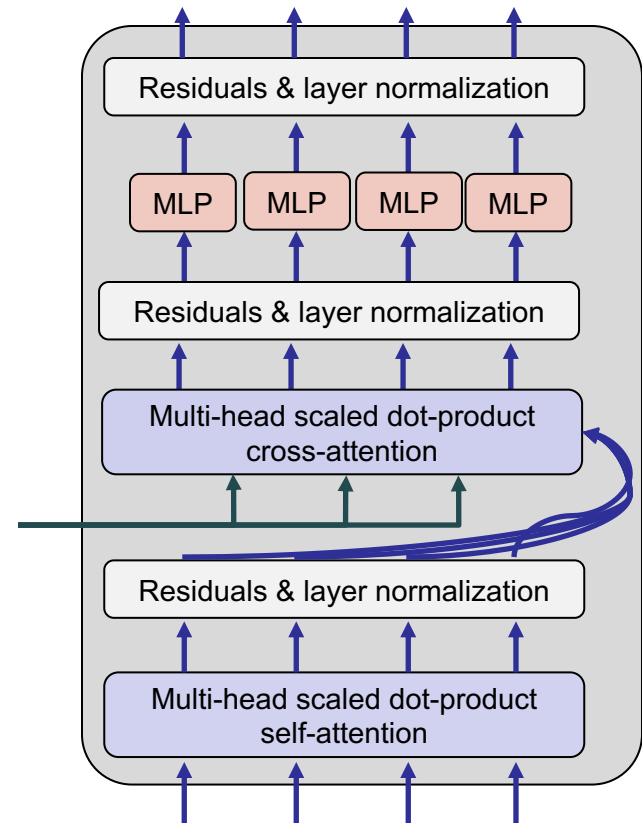 Residuals & layer normalization
MLP MLP MLP MLP
Residuals & layer normalization
Multi-head scaled dot-product
cross-attention
Residuals & layer normalization
Multi-head scaled dot-product
self-attention